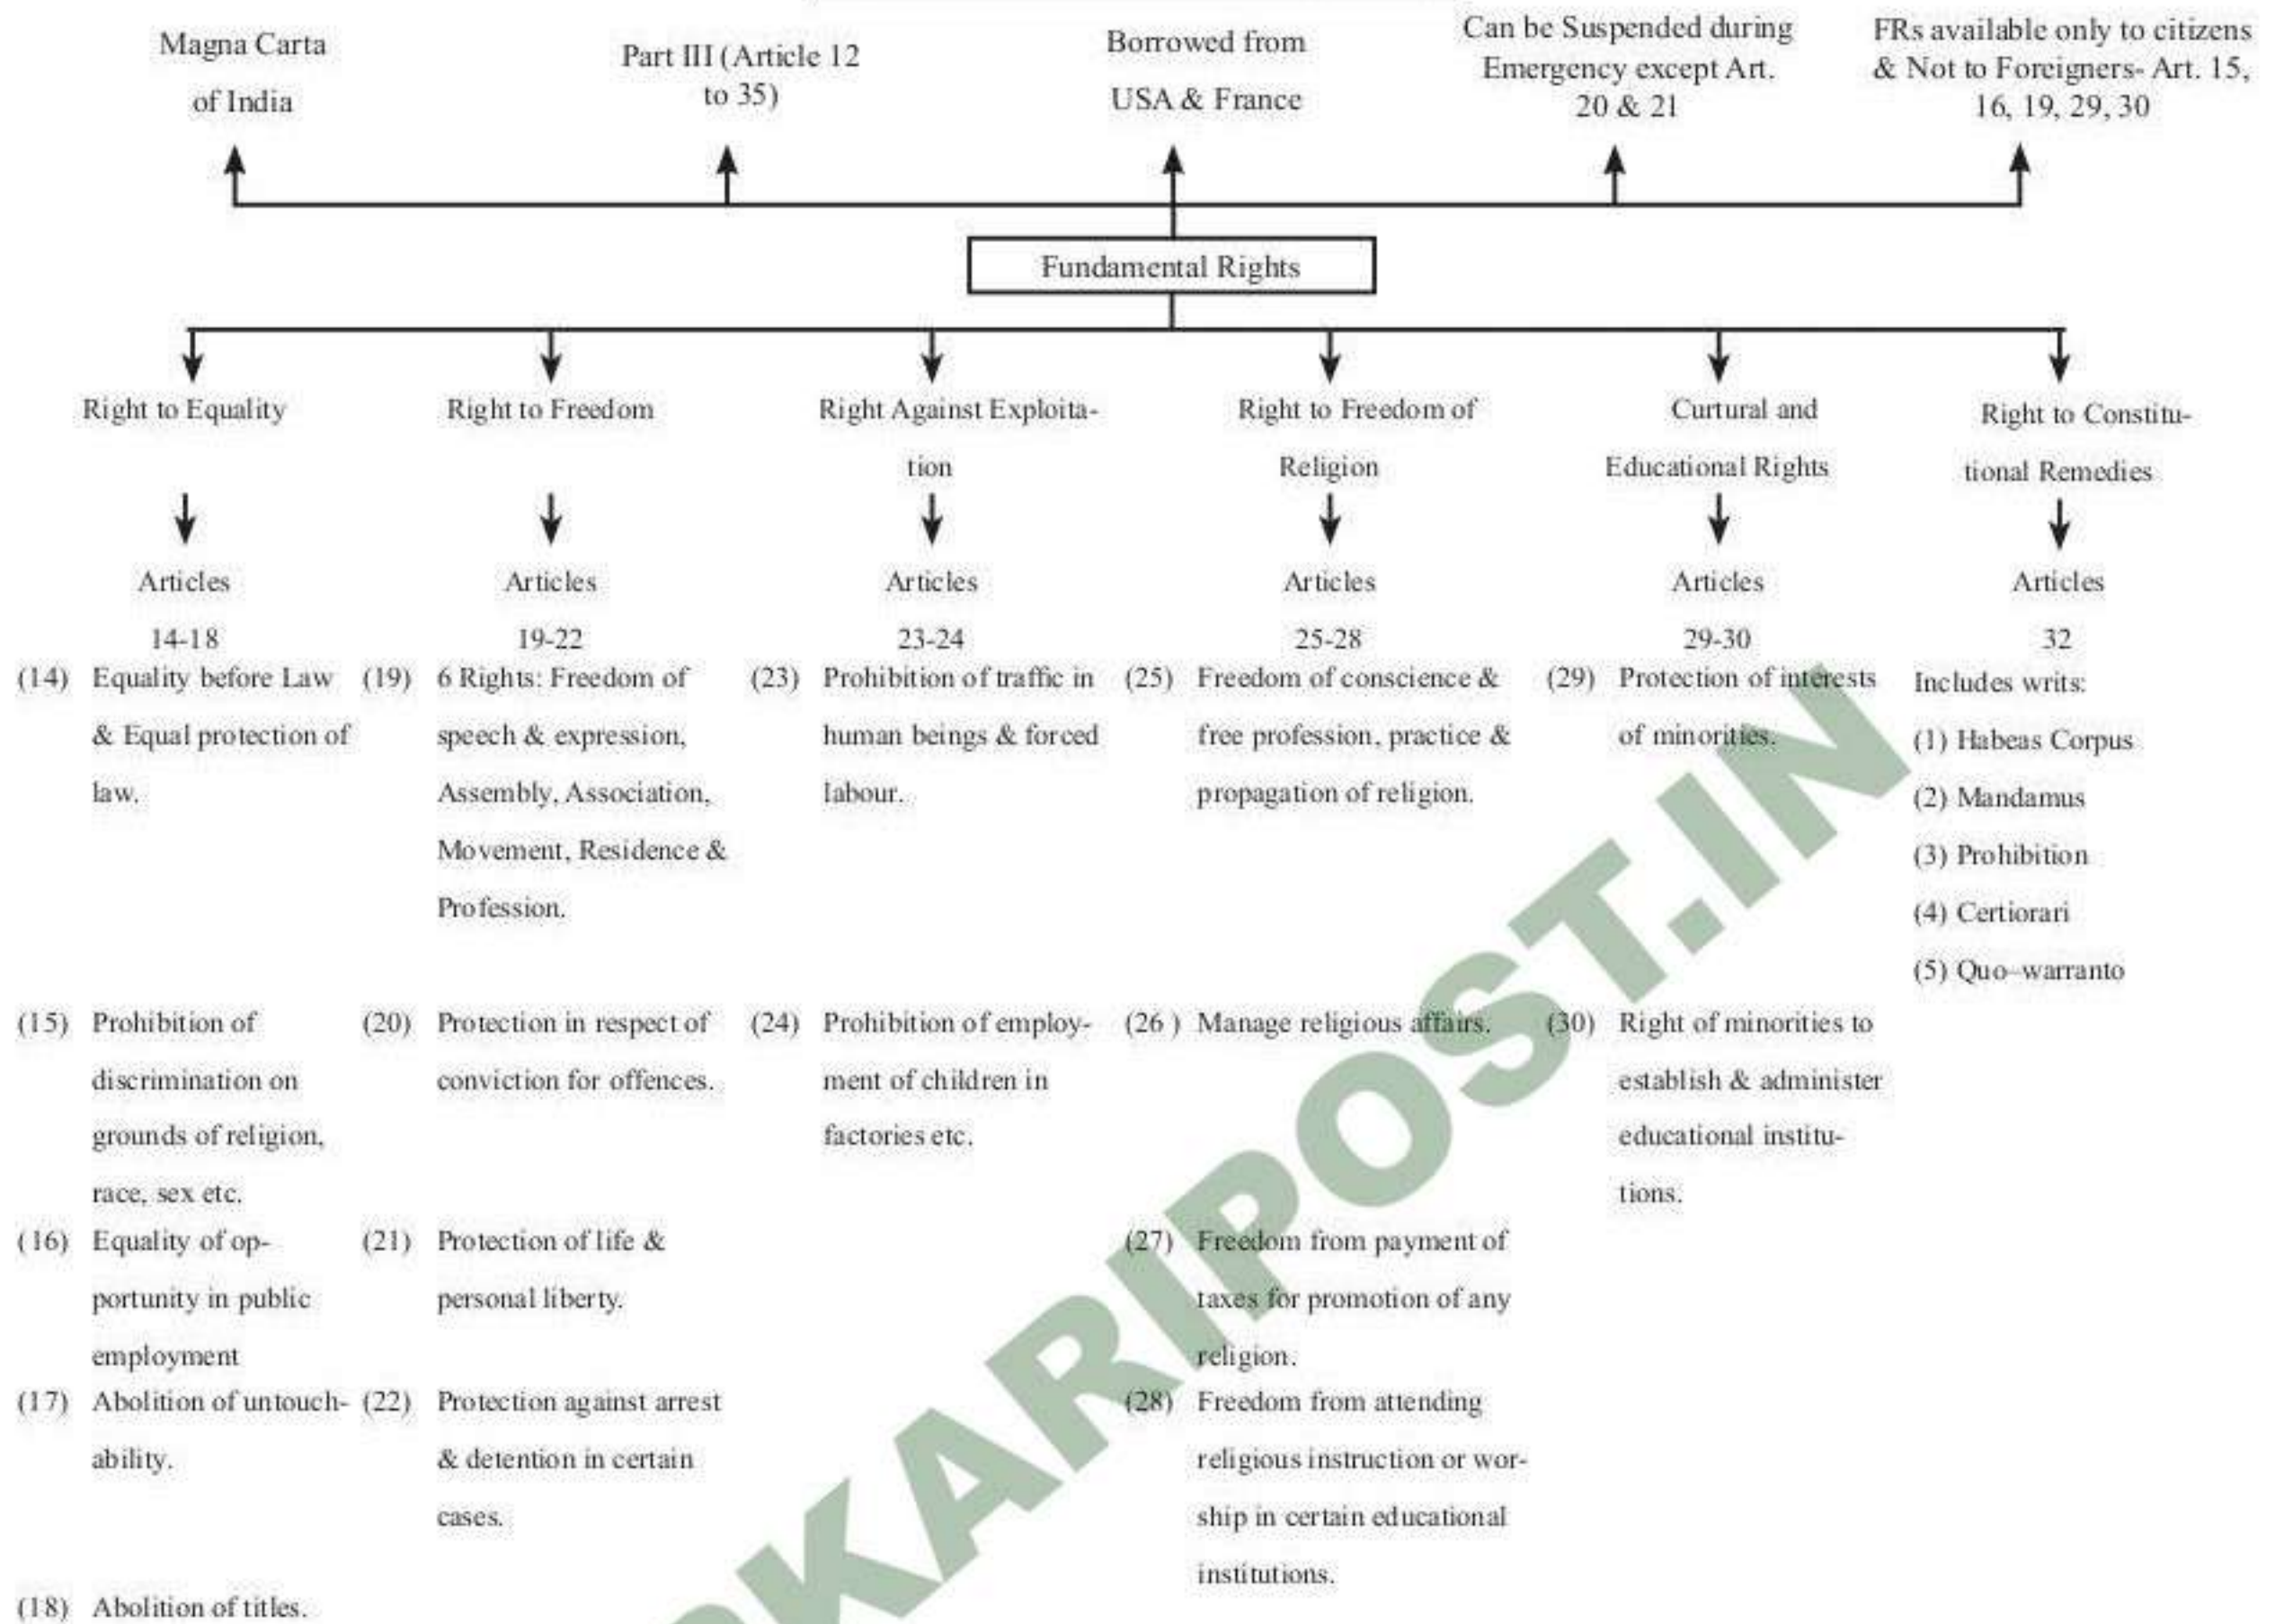 Magna Carta
of India
Part III (Article 12
to 35)
Borrowed from
USA & France
Can be Suspended during
Emergency except Art.
20 & 21
FRs available only to citizens
& Not to Foreigners- Art. 15,
16, 19, 29, 30
Fundamental Rights
Right to Equality
Articles
14-18
(14) Equality before Law
& Equal protection of
law.
(15) Prohibition of
discrimination on
grounds of religion,
race, sex etc.
(16) Equality of op-
portunity in public
employment
(17) Abolition of untouch-
ability.
(18) Abolition of titles.
Right to Freedom
Articles
19-22
(19) 6 Rights: Freedom of
speech & expression,
Assembly, Association,
Movement, Residence &
Profession.
(20) Protection in respect of
conviction for offences.
(21) Protection of life &
personal liberty.
(22) Protection against arrest
& detention in certain
cases.
Right Against Exploita-
tion
Articles
23-24
(23) Prohibition of traffic in
human beings & forced
labour.
(24) Prohibition of employ-
ment of children in
factories etc.
Right to Freedom of
Religion
Articles
25-28
(25) Freedom of conscience &
free profession, practice &
propagation of religion.
(26 ) Manage religious affairs.
(27) Freedom from payment of
taxes for promotion of any
religion.
(28) Freedom from attending
religious instruction or wor-
ship in certain educational
institutions.
Curtural and
Educational Rights
Articles
29-30
(29) Protection of interests
of minorities.
(30) Right of minorities to
establish & administer
educational institu-
tions.
Right to Constitu-
tional Remedies
Articles
32
Includes writs:
(1) Habeas Corpus
(2) Mandamus
(3) Prohibition
(4) Certiorari
(5) Quo–warranto
RKARIPOST.IN